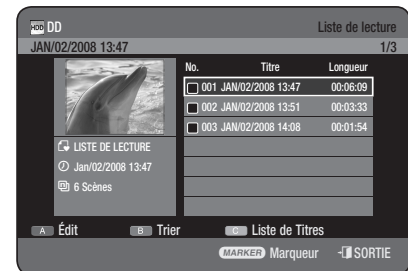 HDD DD Liste de lecture
JAN/02/2008 13:47 1/3
No. Titre Longueur
001 JAN/02/2008 13:47 00:06:09
002 JAN/02/2008 13:51 00:03:33
003 JAN/02/2008 14:08 00:01:54
LISTE DE LECTURE
Jan/02/2008 13:47
6 Scènes
A Édit B Trier C Liste de Titres
MARKER Marqueur SORTIE